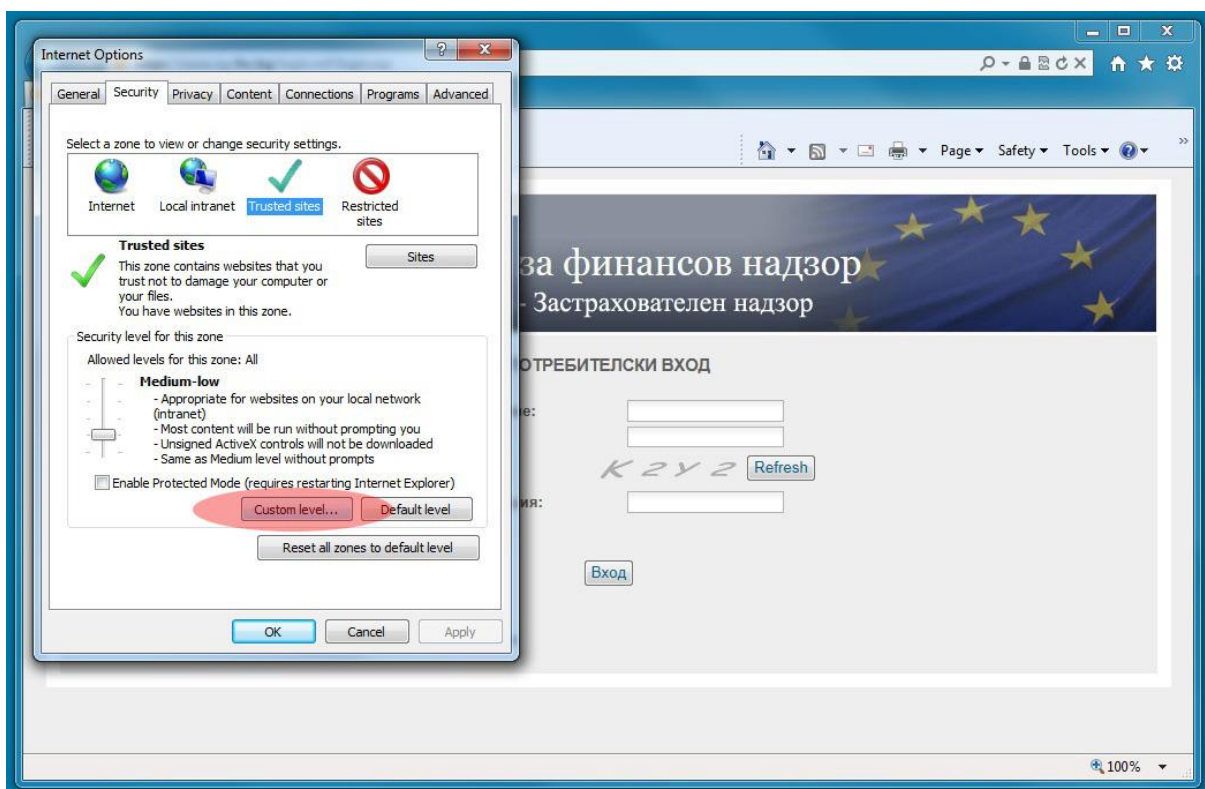 Internet Options
General Security Privacy Content Connections Programs Advanced
Select a zone to view or change security settings.
Internet
Local intranet
Trusted sites
Restricted
sites
Trusted sites
Sites
This zone contains websites that you
trust not to damage your computer or
your files.
You have websites in this zone.
Security level for this zone
Allowed levels for this zone: All
Medium-low
- Appropriate for websites on your local network
(intranet)
- Most content will be run without prompting you
- Unsigned ActiveX controls will not be downloaded
- Same as Medium level without prompts
Enable Protected Mode (requires restarting Internet Explorer)
Custom level... Default level
Reset all zones to default level
OK Cancel Apply
Page Safety Tools
за финансов надзор
- Застрахователен надзор
ОТРЕБИТЕЛСКИ ВХОД
е:
K 2 Y 2 Refresh
ия:
Вход
100%